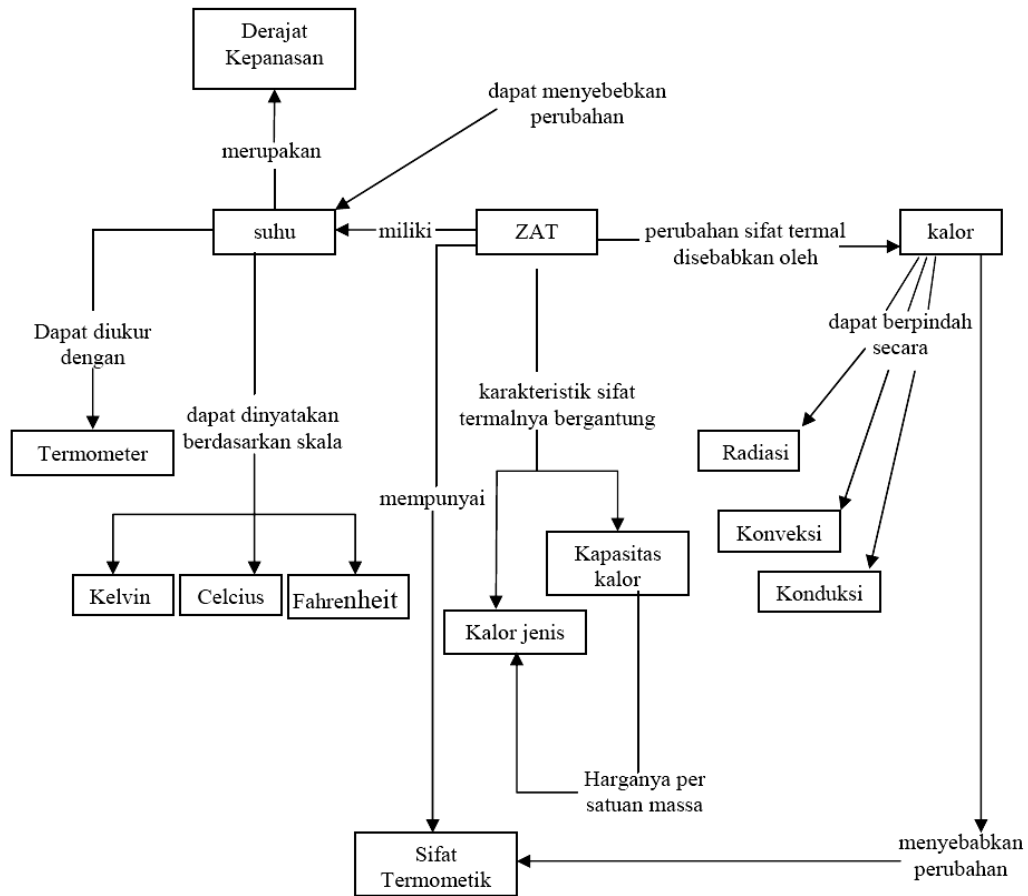 Derajat
Kepanasan
dapat menyebebkan
perubahan
merupakan
suhu
miliki
ZAT
perubahan sifat termal
disebabkan oleh
kalor
Dapat diukur
dengan
dapat berpindah
secara
karakteristik sifat
termalnya bergantung
dapat dinyatakan
berdasarkan skala
Termometer
Radiasi
mempunyai
Konveksi
Kapasitas
kalor
Konduksi
Kelvin
Celcius
Fahrenheit
Kalor jenis
Harganya per
satuan massa
menyebabkan
perubahan
Sifat
Termometik